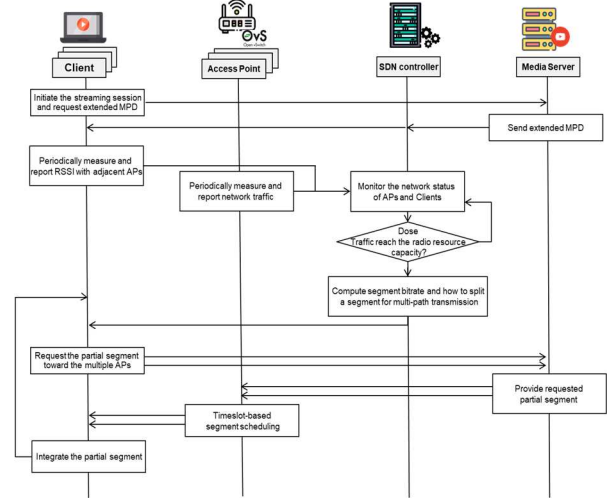 OvS
Open vSwitch
Client
Access Point
SDN controller
Media Server
Initiate the streaming session
and request extended MPD
Send extended MPD
Periodically measure and
report RSSI with adjacent APs
Periodically measure and
report network traffic
Monitor the network status
of APs and Clients
Dose
Traffic reach the radio resource
capacity?
Compute segment bitrate and how to split
a segment for multi-path transmission
Request the partial segment
toward the multiple APs
Provide requested
partial segment
Timeslot-based
segment scheduling
Integrate the partial segment